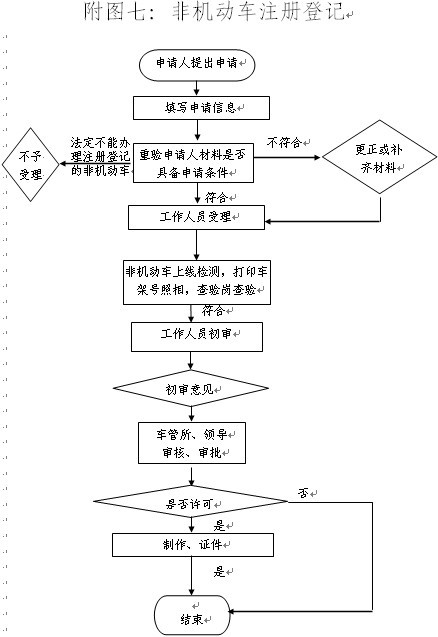 附图七：非机动车注册登记
申请人提出申请
填写申请信息
不予
受理
法定不能办
理注册登记
的非机动车
重验申请人材料是否
具备申请条件
不符合
更正或补
齐材料
符合
工作人员受理
非机动车上线检测，打印车
架号照相，查验岗查验
符合
工作人员初审
初审意见
车管所、领导
审核、审批
是否许可
否
是
制作、证件
是
结束